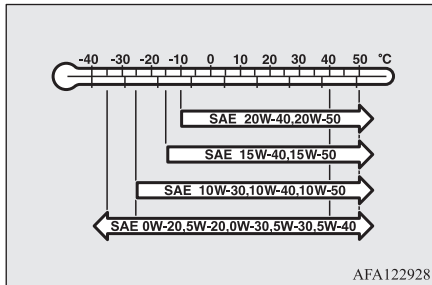 -40 -30 -20 -10 0 10 20 30 40 50 °C
SAE 20W-40,20W-50
SAE 15W-40,15W-50
SAE 10W-30,10W-40,10W-50
SAE 0W-20,5W-20,0W-30,5W-30,5W-40
AFA122928